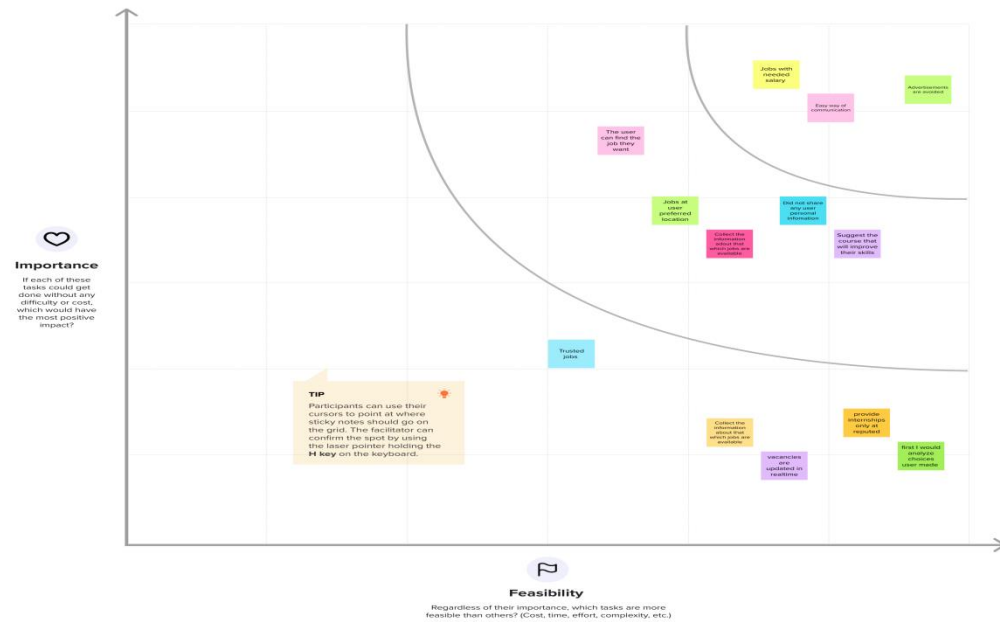 Jobs with
needed
salary
Easy way of
communication
Advertisements
are avoided
The user
can find the
job they
want
Jobs at
user
preferred
location
Did not share
any user
personal
infromation
Collect the
information
about that
which jobs are
available
Suggest the
course that
will improve
their skills
Importance
If each of these
tasks could get
done without any
difficulty or cost,
which would have
the most positive
impact?
Trusted
jobs
TIP
Participants can use their
cursors to point at where
sticky notes should go on
the grid. The facilitator can
confirm the spot by using
the laser pointer holding the
H key on the keyboard.
Collect the
information
about that
which jobs are
available
provide
internships
only at
reputed
vacancies
are
updated in
realtime
first I would
analyze
choices
user made
Feasibility
Regardless of their importance, which tasks are more
feasible than others? (Cost, time, effort, complexity, etc.)